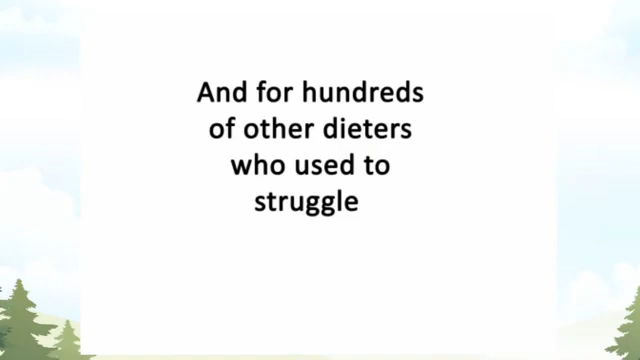 And for hundreds
of other dieters
who used to
struggle